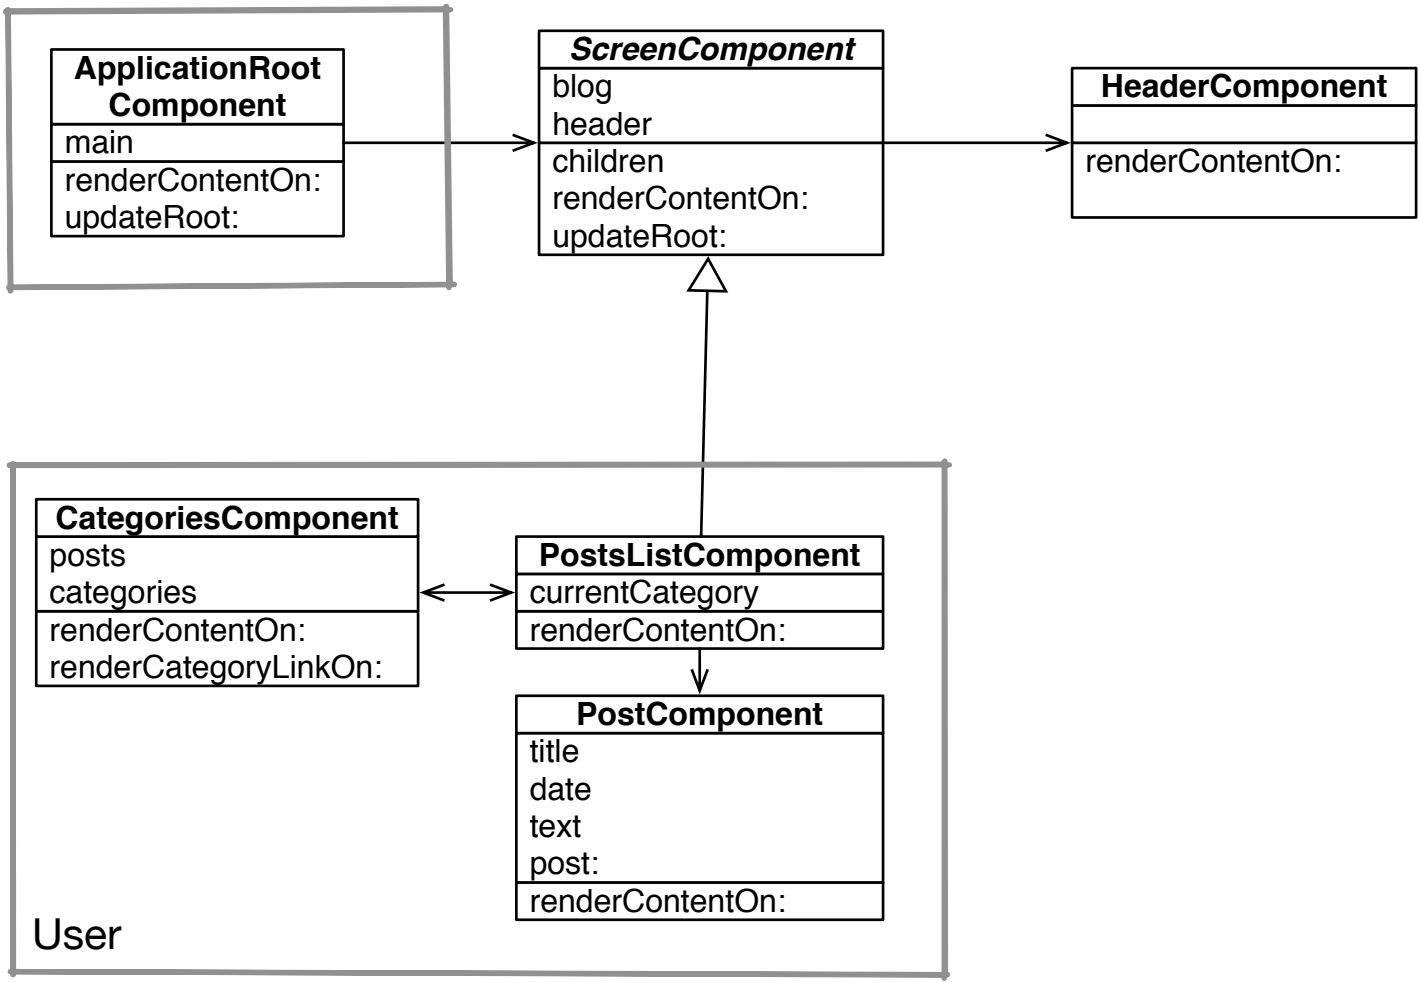 ApplicationRoot
Component
main
renderContentOn:
updateRoot:
ScreenComponent
blog
header
children
renderContentOn:
updateRoot:
HeaderComponent
renderContentOn:
CategoriesComponent
posts
categories
renderContentOn:
renderCategoryLinkOn:
PostsListComponent
currentCategory
renderContentOn:
PostComponent
title
date
text
post:
renderContentOn:
User